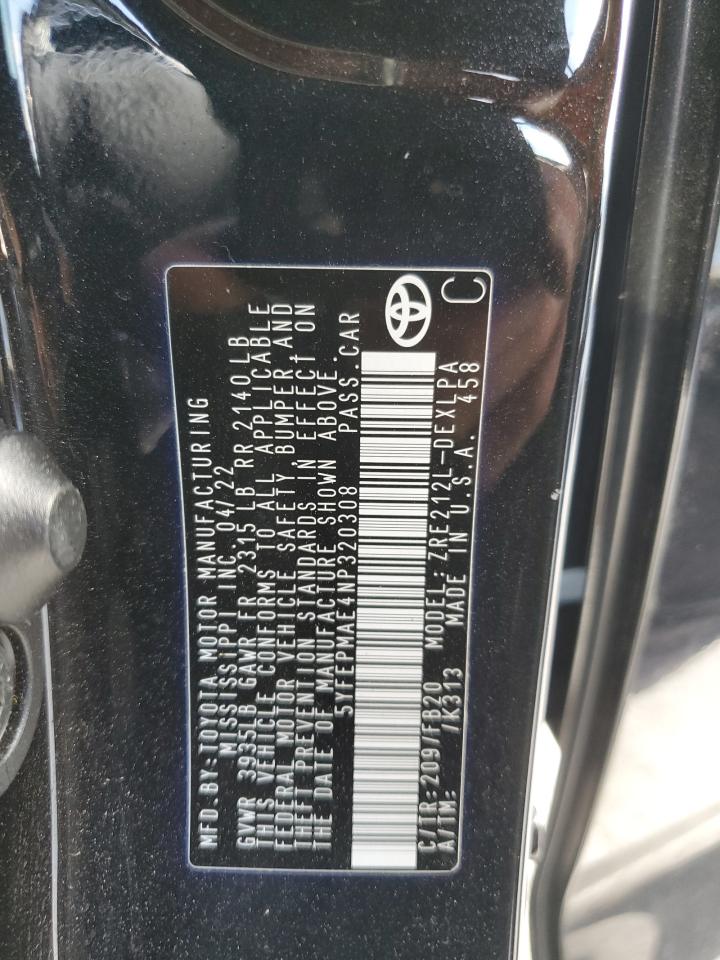 MFD.BY:TOYOTA MOTOR MANUFACTURING
MISSISSIPPI INC. 04/22
GVWR 3935LB GAWR FR 2315 LB RR 2140 LB
THIS VEHICLE CONFORMS TO ALL APPLICABLE
FEDERAL MOTOR VEHICLE SAFETY, BUMPER, AND
THEFT PREVENTION STANDARDS IN EFFECT ON
THE DATE OF MANUFACTURE SHOWN ABOVE.
5YFEPMAE4NP320308 PASS.CAR
C/TR:209/FB20 MODEL:ZRE212L-DEXLPA
A/TM: /K313 MADE IN U.S.A. 458
C